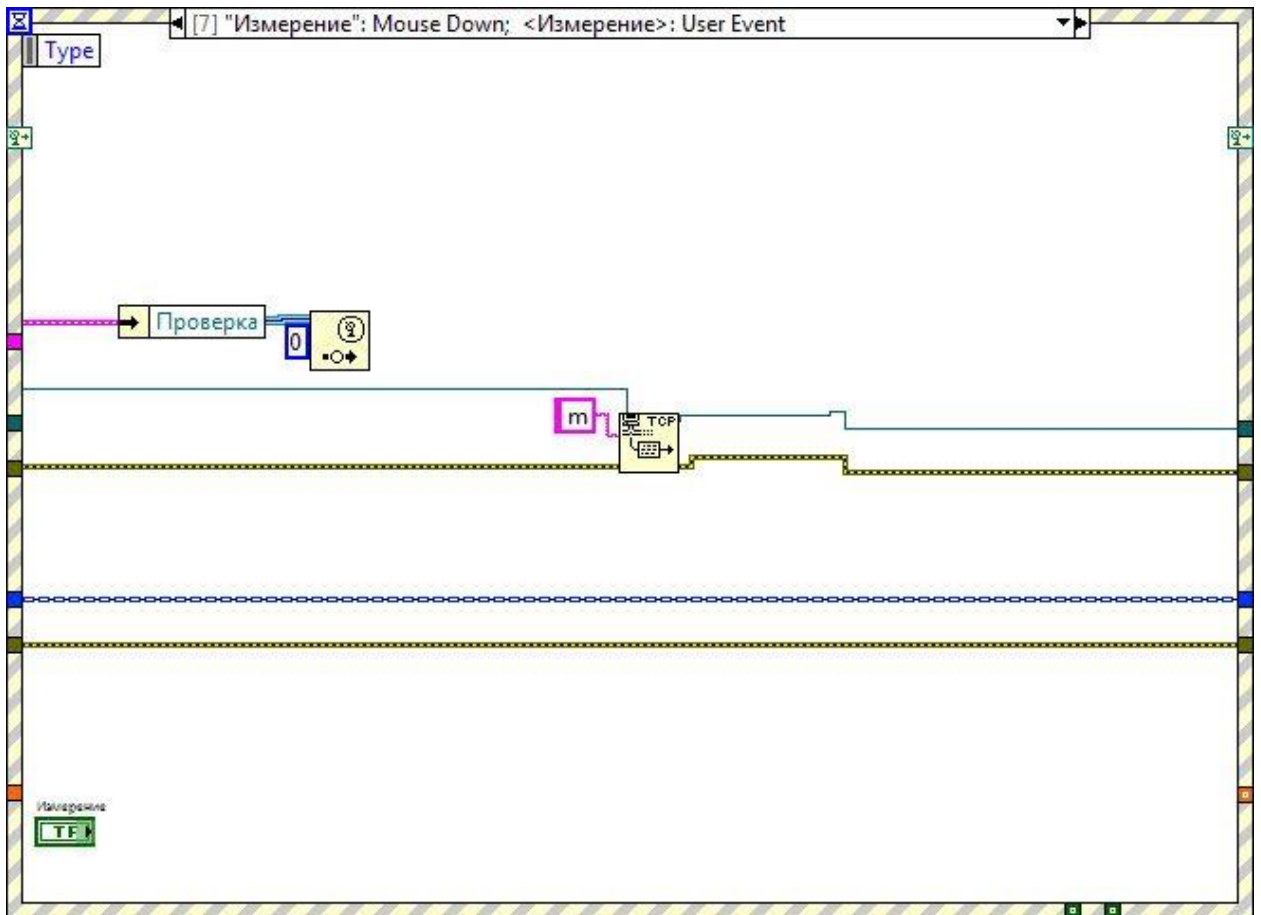 [7] "Измерение": Mouse Down; <Измерение>: User Event
Type
Проверка
0
m
TCP
Измерение
TF